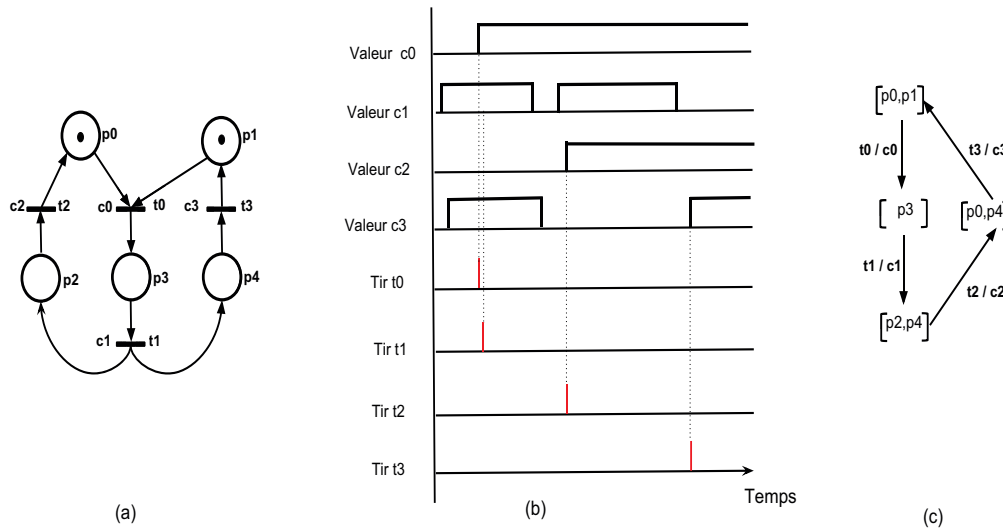 p0
p1
c2
t2
c0
t0
c3
t3
p2
p3
p4
c1
t1
(a)
Valeur c0
Valeur c1
Valeur c2
Valeur c3
Tir t0
Tir t1
Tir t2
Tir t3
Temps
(b)
[p0,p1]
t0 / c0
t3 / c3
[ p3 ]
[p0,p4]
t1 / c1
t2 / c2
[p2,p4]
(c)